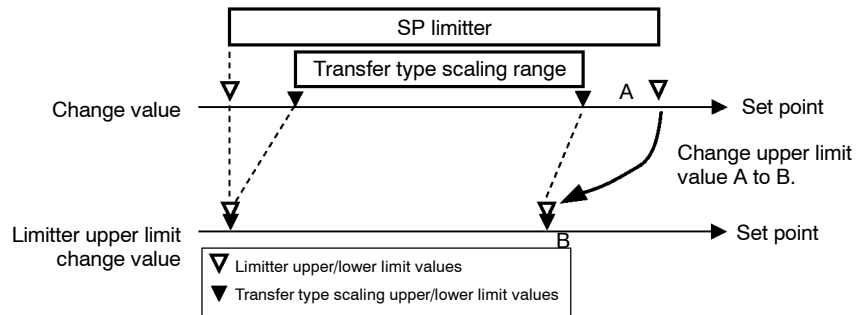 SP limitter
Transfer type scaling range
A
Change value
Set point
Change upper limit
value A to B.
Limitter upper limit
change value
Set point
B
Limitter upper/lower limit values
Transfer type scaling upper/lower limit values